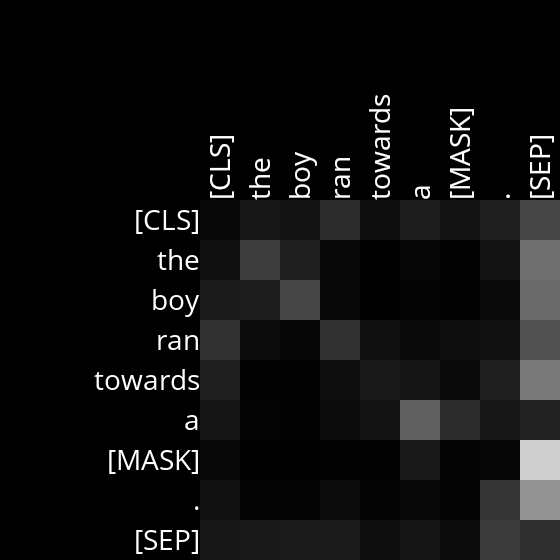 [CLS]
the
boy
ran
towards
a
[MASK]
.
[SEP]
[CLS]
the
boy
ran
towards
a
[MASK]
.
[SEP]